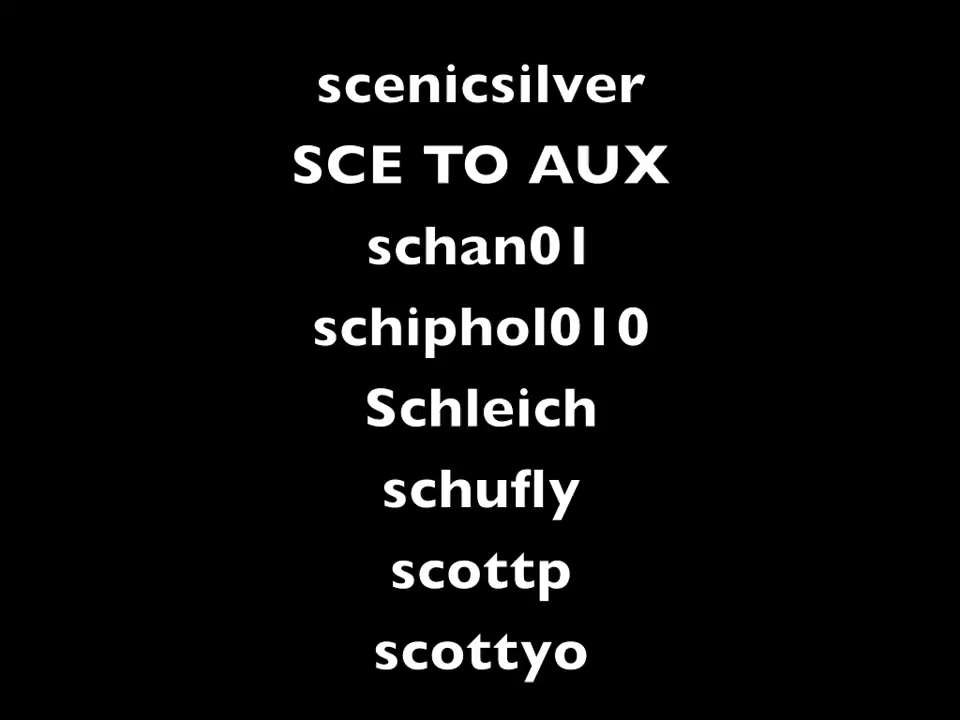 scenicsilver
SCE TO AUX
schan01
schiphol010
Schleich
schufly
scottp
scottyo